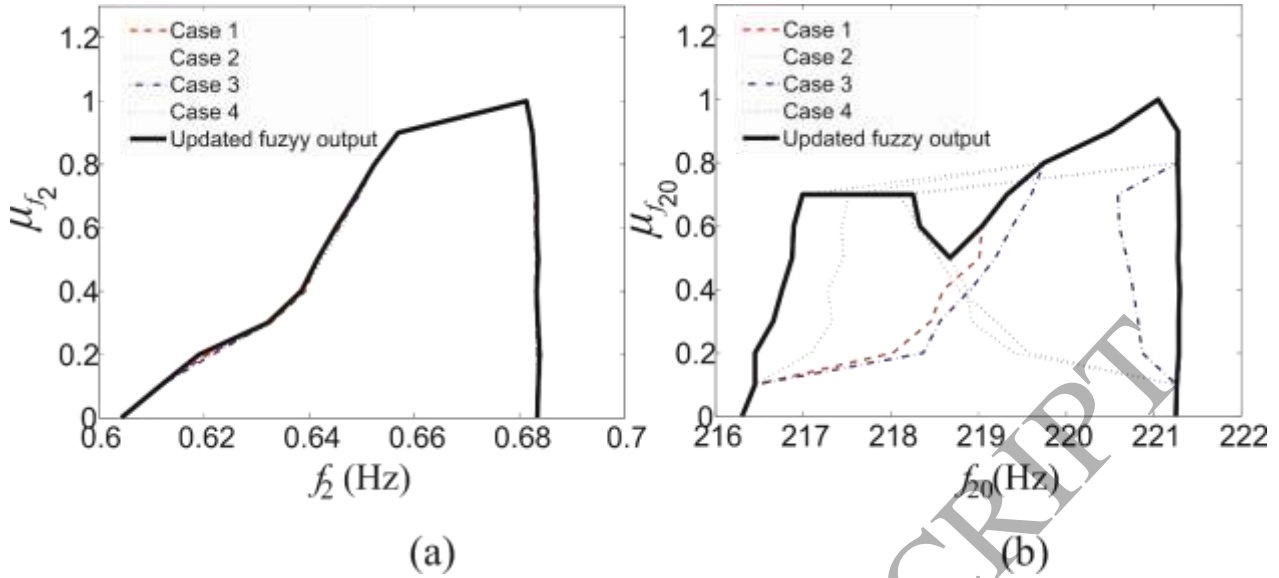 1.2
1
0.8
0.6
0.4
0.2
0
0.6
0.62
0.64
0.66
0.68
0.7
μf2
f2 (Hz)
Case 1
Case 2
Case 3
Case 4
Updated fuzyy output
(a)
1.2
1
0.8
0.6
0.4
0.2
0
216
217
218
219
220
221
222
μf20
f20(Hz)
Case 1
Case 2
Case 3
Case 4
Updated fuzzy output
(b)
CRIPT